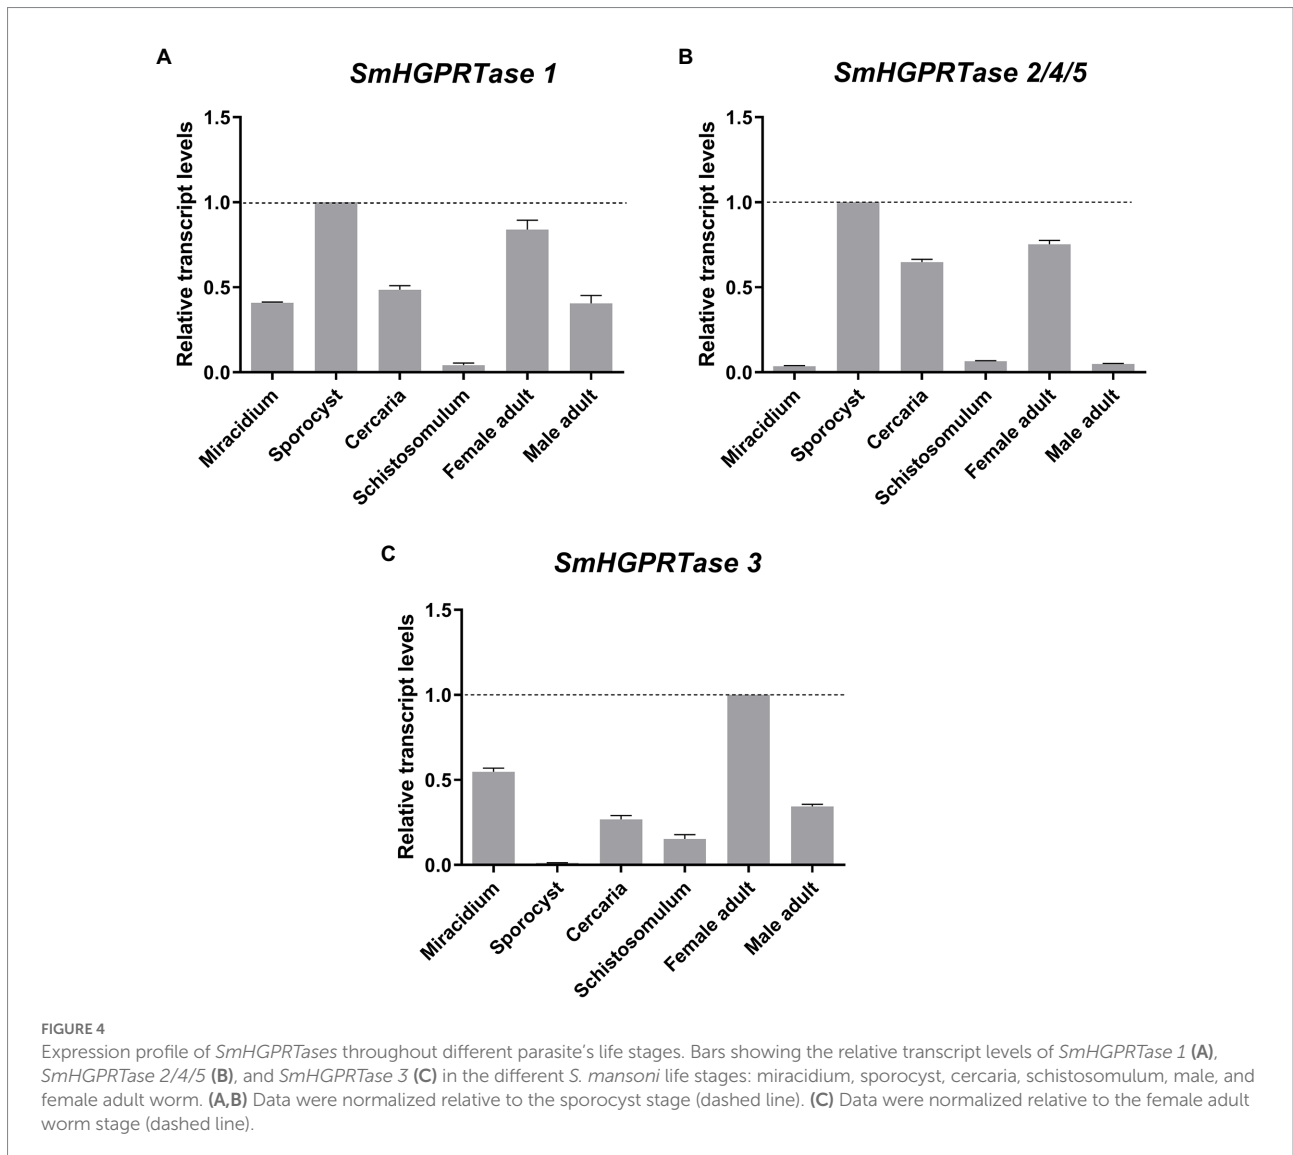 A
SmHGPRTase 1
Relative transcript levels
1.5
1.0
0.5
0.0
Miracidium
Sporocyst
Cercaria
Schistosomulum
Female adult
Male adult
B
SmHGPRTase 2/4/5
Relative transcript levels
1.5
1.0
0.5
0.0
Miracidium
Sporocyst
Cercaria
Schistosomulum
Female adult
Male adult
C
SmHGPRTase 3
Relative transcript levels
1.5
1.0
0.5
0.0
Miracidium
Sporocyst
Cercaria
Schistosomulum
Female adult
Male adult
FIGURE 4
Expression profile of SmHGPRTases throughout different parasite’s life stages. Bars showing the relative transcript levels of SmHGPRTase 1 (A),
SmHGPRTase 2/4/5 (B), and SmHGPRTase 3 (C) in the different S. mansoni life stages: miracidium, sporocyst, cercaria, schistosomulum, male, and
female adult worm. (A,B) Data were normalized relative to the sporocyst stage (dashed line). (C) Data were normalized relative to the female adult
worm stage (dashed line).